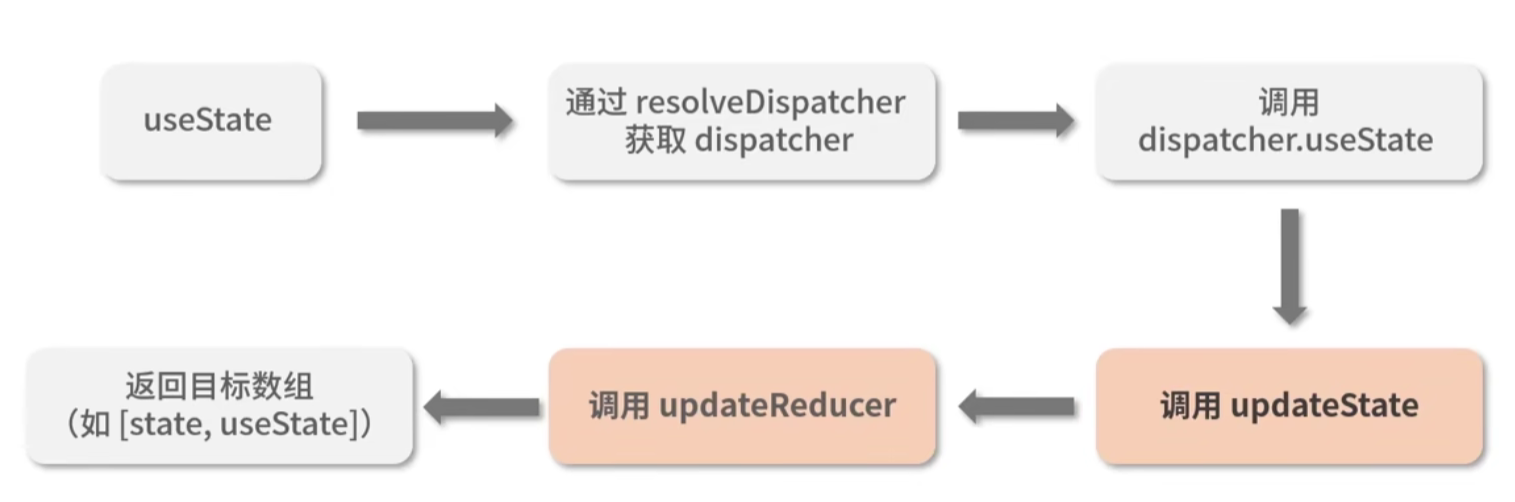 useState
通过 resolveDispatcher
获取 dispatcher
调用
dispatcher.useState
返回目标数组
（如 [state, useState]）
调用 updateReducer
调用 updateState